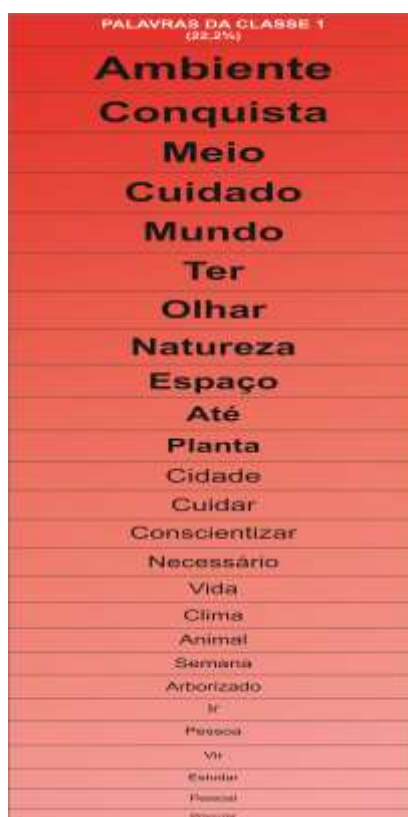 PALAVRAS DA CLASSE 1
(22,2%)
Ambiente
Conquista
Meio
Cuidado
Mundo
Ter
Olhar
Natureza
Espaço
Até
Planta
Cidade
Cuidar
Conscientizar
Necessário
Vida
Clima
Animal
Semana
Arborizado
Ir
Pessoa
Vir
Estudar
Pessoal